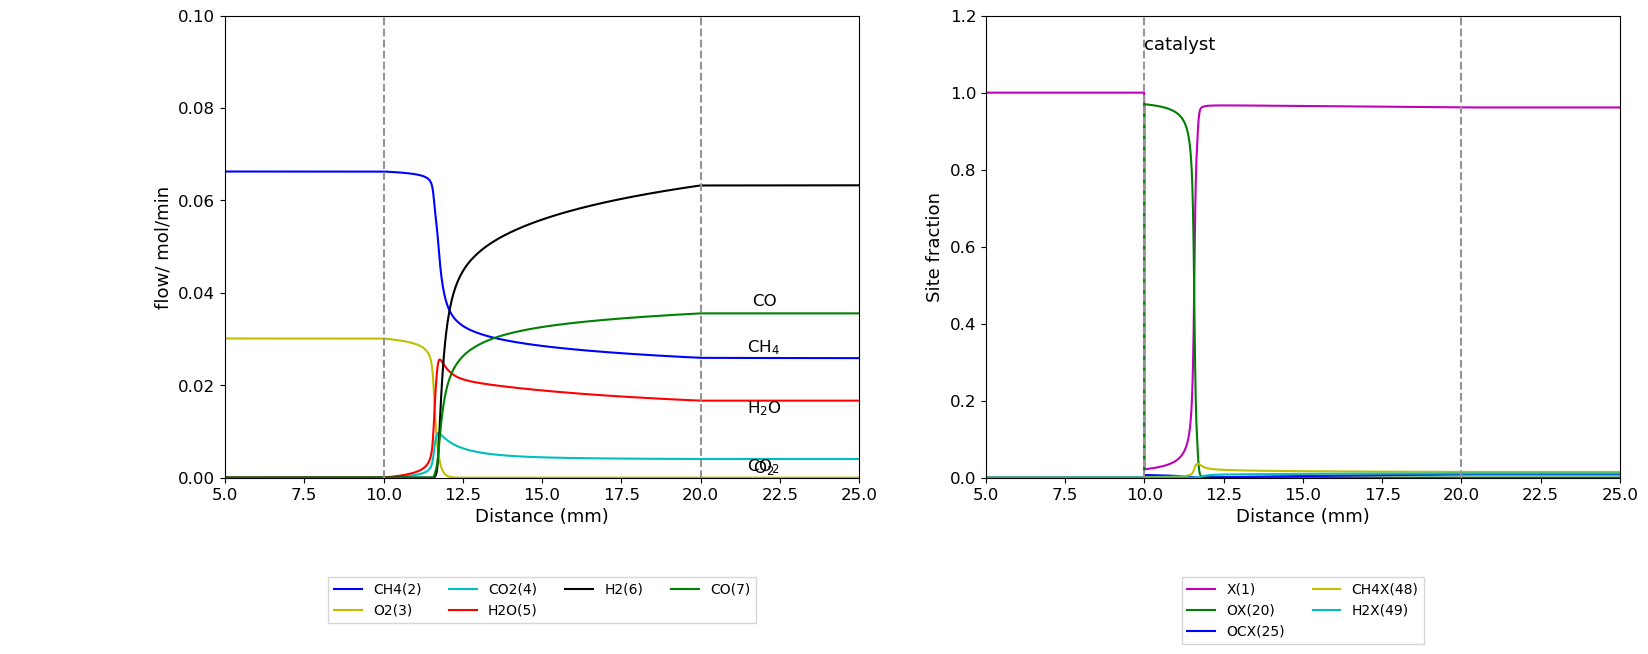 0.10
0.08
0.06
0.04
0.02
0.00
flow/ mol/min
CO
CH₄
H₂O
CO₂
O₂
5.0 7.5 10.0 12.5 15.0 17.5 20.0 22.5 25.0
Distance (mm)
CH4(2) CO2(4) H2(6) CO(7)
O2(3) H2O(5)
1.2
1.0
0.8
0.6
0.4
0.2
0.0
Site fraction
catalyst
5.0 7.5 10.0 12.5 15.0 17.5 20.0 22.5 25.0
Distance (mm)
X(1) CH4X(48)
OX(20) H2X(49)
OCX(25)